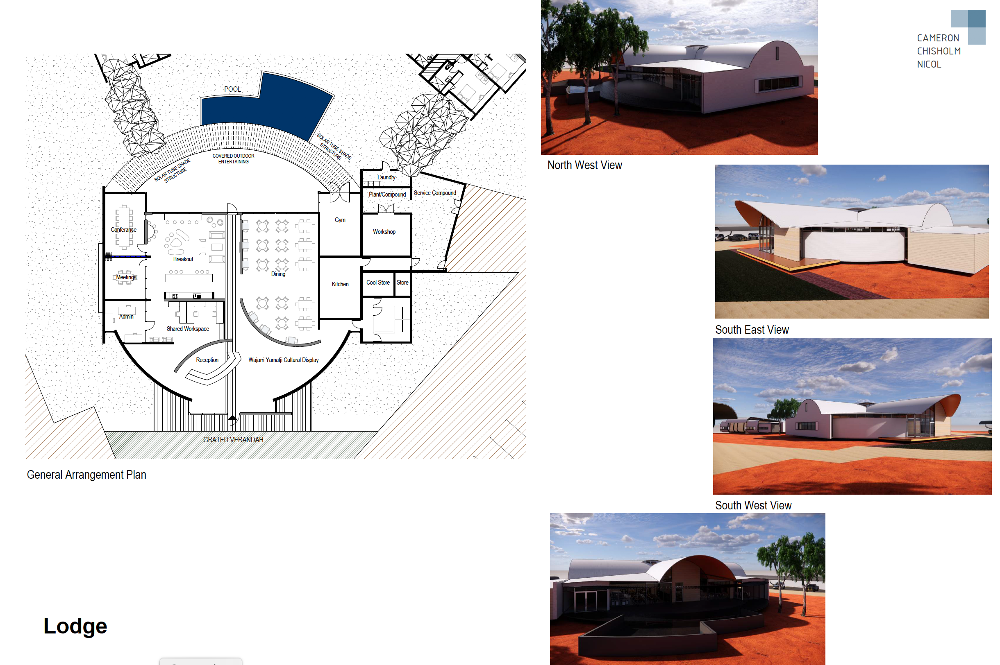 CAMERON
CHISHOLM
NICOL
POOL
SOLAR TUBE SHADE
STRUCTURE
COVERED OUTDOOR
ENTERTAINING
SOLAR TUBE SHADE
STRUCTURE
Laundry
Plant/Compound
Service Compound
Gym
Conferance
Workshop
Breakout
Dining
Meetings
Kitchen
Cool Store
Store
Admin
Shared Workspace
Reception
Wajarri Yamatji Cultural Display
GRATED VERANDAH
General Arrangement Plan
North West View
South East View
South West View
Lodge